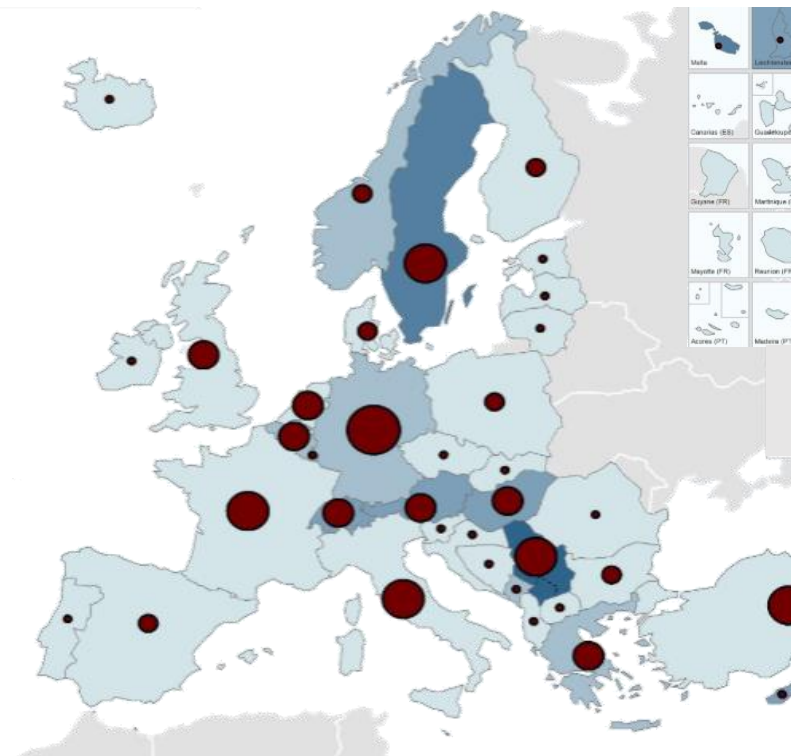 Malta
Liechtenstein
Canarias (ES)
Guadeloupe
Guyane (FR)
Martinique (
Mayotte (FR)
Reunion (FR
Acores (PT)
Madeira (PT